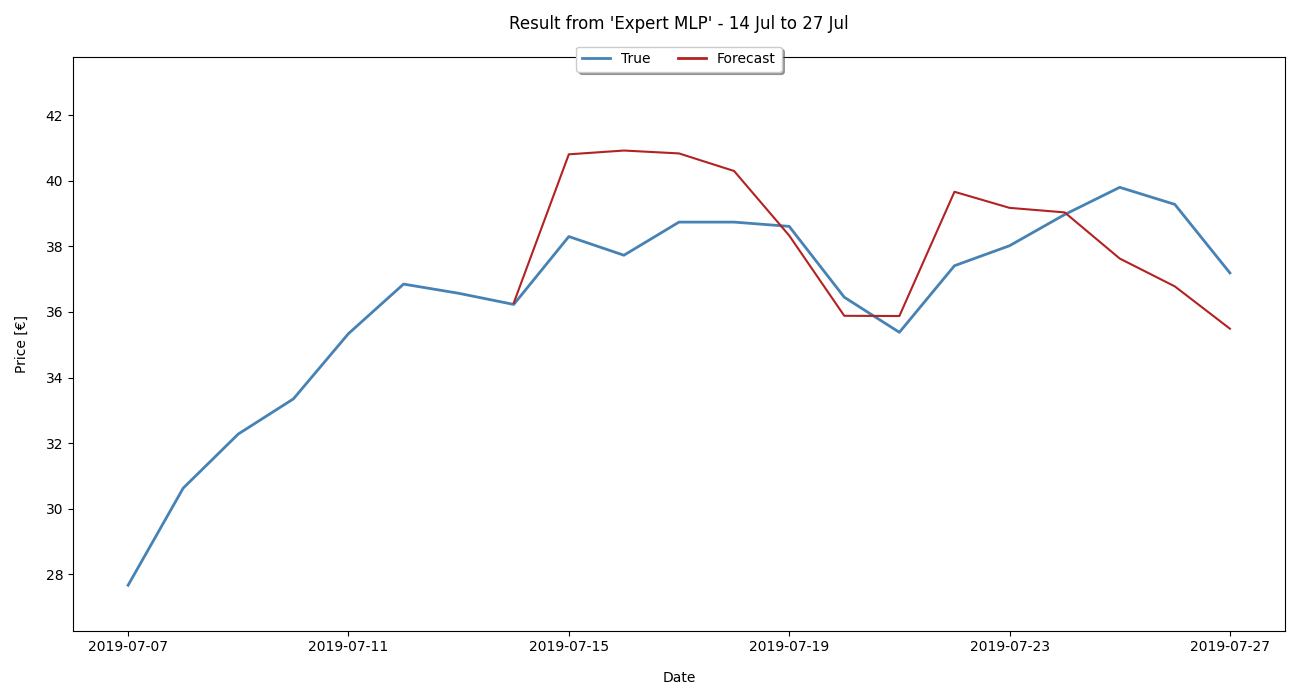 Result from 'Expert MLP' - 14 Jul to 27 Jul
True Forecast
42
40
38
36
34
32
30
28
Price [€]
2019-07-07 2019-07-11 2019-07-15 2019-07-19 2019-07-23 2019-07-27
Date